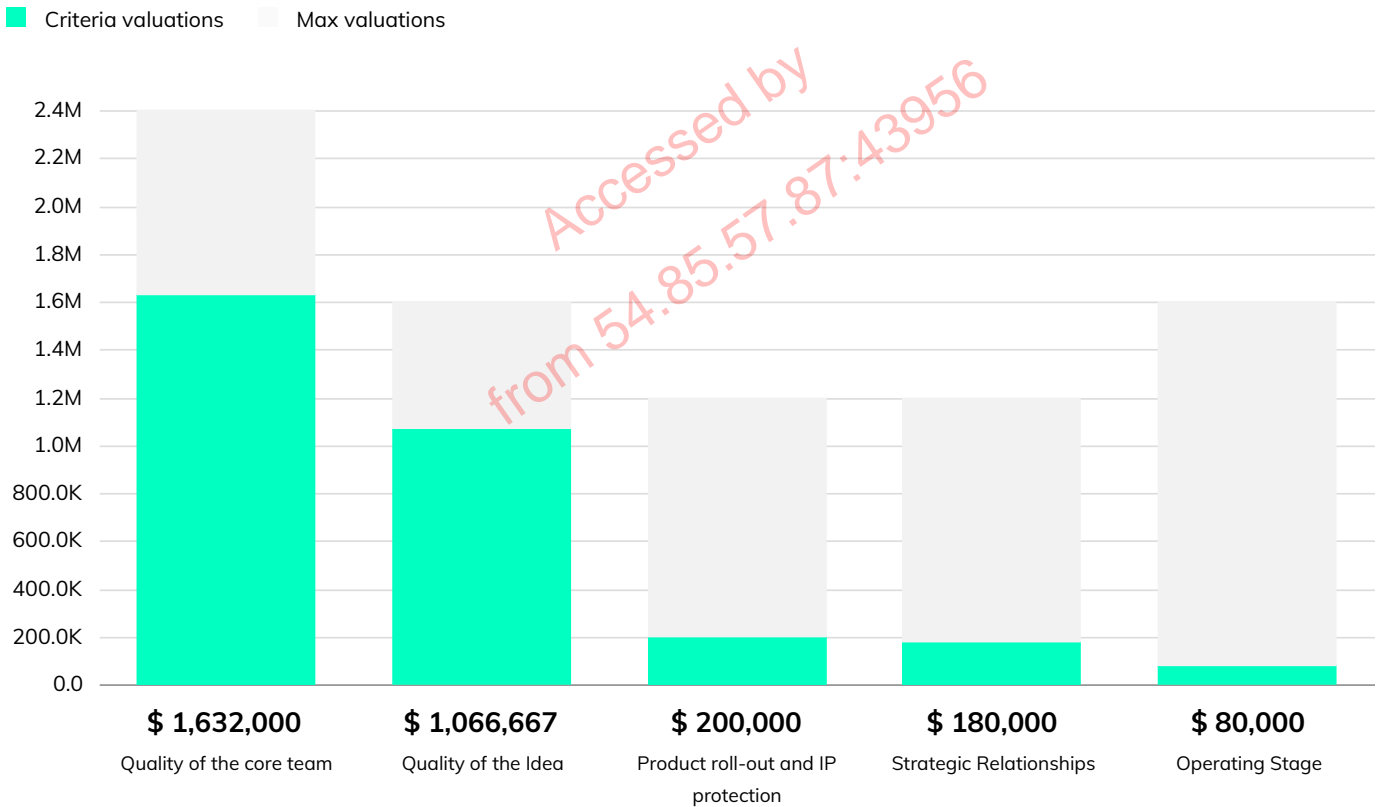 Criteria valuations Max valuations
Accessed by
from 54.85.57.87:43956
2.4M
2.2M
2.0M
1.8M
1.6M
1.4M
1.2M
1.0M
800.0K
600.0K
400.0K
200.0K
0.0
$ 1,632,000 $ 1,066,667 $ 200,000 $ 180,000 $ 80,000
Quality of the core team Quality of the Idea Product roll-out and IP Strategic Relationships Operating Stage
protection